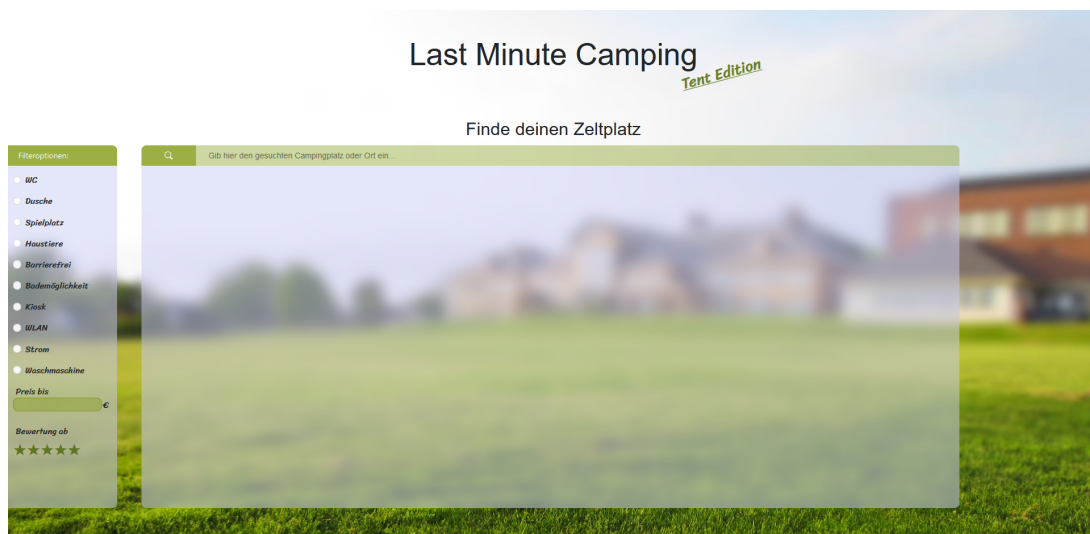 Last Minute Camping
Tent Edition
Finde deinen Zeltplatz
Filteroptionen:
Gib hier den gesuchten Campingplatz oder Ort ein...
WC
Dusche
Spielplatz
Haustiere
Barrierefrei
Bademöglichkeit
Kiosk
WLAN
Strom
Waschmaschine
Preis bis
€
Bewertung ab